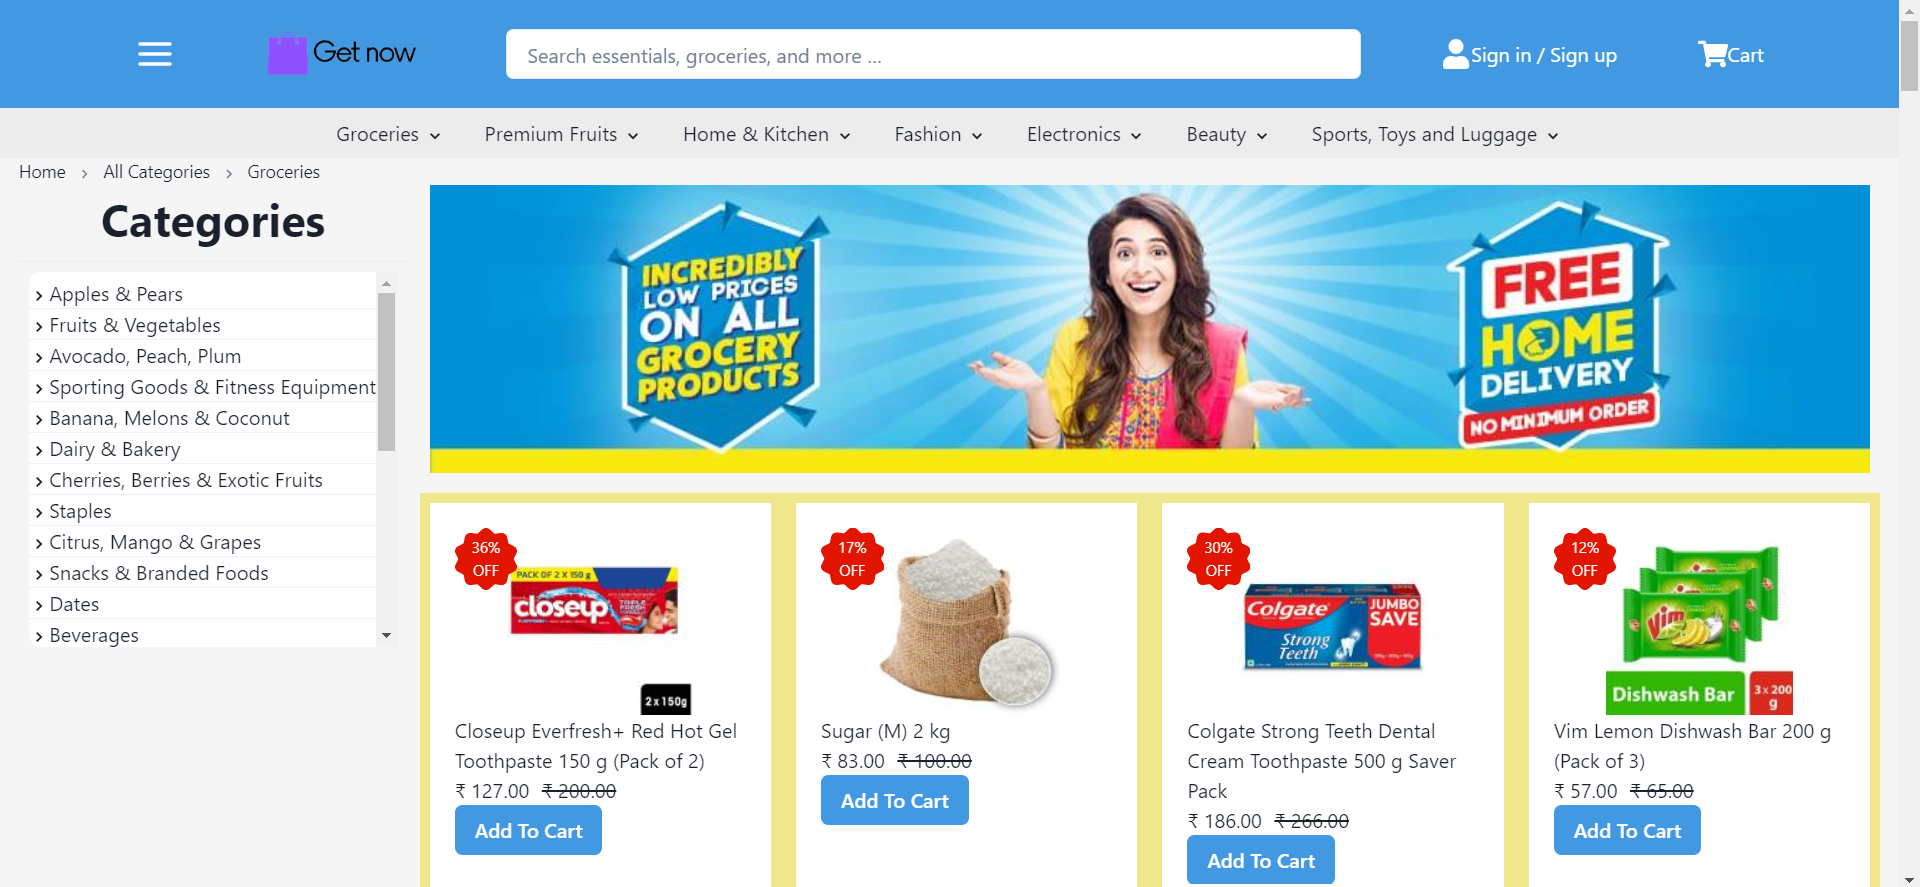 Get now
Search essentials, groceries, and more ...
Sign in / Sign up
Cart
Groceries
Premium Fruits
Home & Kitchen
Fashion
Electronics
Beauty
Sports, Toys and Luggage
Home
All Categories
Groceries
Categories
Apples & Pears
Fruits & Vegetables
Avocado, Peach, Plum
Sporting Goods & Fitness Equipment
Banana, Melons & Coconut
Dairy & Bakery
Cherries, Berries & Exotic Fruits
Staples
Citrus, Mango & Grapes
Snacks & Branded Foods
Dates
Beverages
INCREDIBLY
LOW PRICES
ON ALL
GROCERY
PRODUCTS
FREE
HOME
DELIVERY
NO MINIMUM ORDER
36%
OFF
PACK OF 2 X 150 g
closeup
TRIPLE
FRESH
2 x 150g
Closeup Everfresh+ Red Hot Gel
Toothpaste 150 g (Pack of 2)
₹ 127.00 ₹ 200.00
Add To Cart
17%
OFF
Sugar (M) 2 kg
₹ 83.00 ₹ 100.00
Add To Cart
30%
OFF
Colgate
JUMBO
SAVE
Strong
Teeth
Colgate Strong Teeth Dental
Cream Toothpaste 500 g Saver
Pack
₹ 186.00 ₹ 266.00
Add To Cart
12%
OFF
Vim
Dishwash Bar
3 x 200
g
Vim Lemon Dishwash Bar 200 g
(Pack of 3)
₹ 57.00 ₹ 65.00
Add To Cart